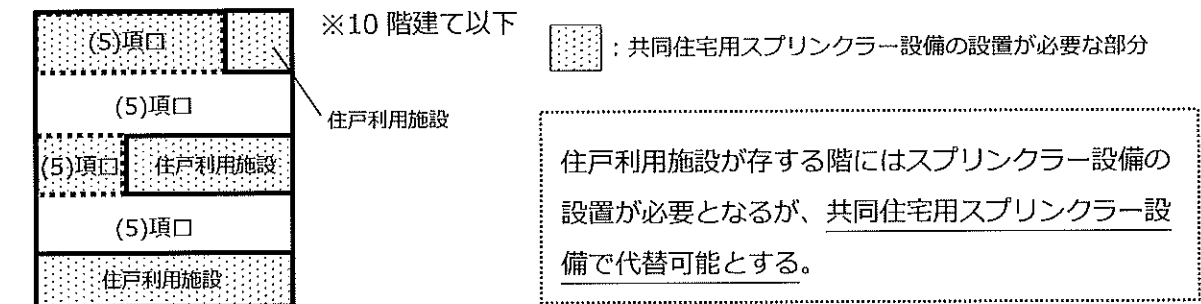 (5)項ロ
※10 階建て以下
：共同住宅用スプリンクラー設備の設置が必要な部分
(5)項ロ
住戸利用施設
(5)項ロ
住戸利用施設
(5)項ロ
住戸利用施設
住戸利用施設が存する階にはスプリンクラー設備の
設置が必要となるが、共同住宅用スプリンクラー設
備で代替可能とする。